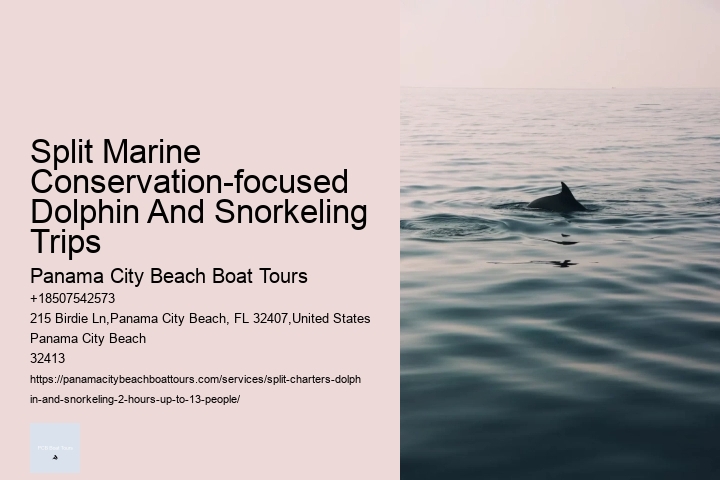 Split Marine
Conservation-focused
Dolphin And Snorkeling
Trips
Panama City Beach Boat Tours
+18507542573
215 Birdie Ln,Panama City Beach, FL 32407,United States
Panama City Beach
32413
https://panamacitybeachboattours.com/services/split-charters-dolph
in-and-snorkeling-2-hours-up-to-13-people/